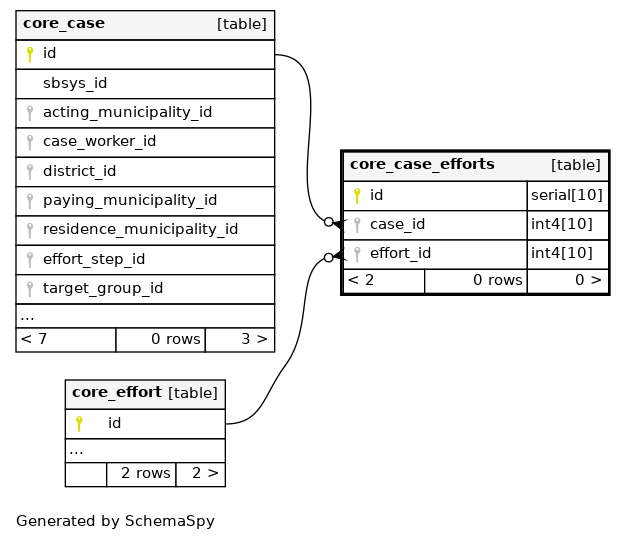 core_case [table]
id
sbsys_id
acting_municipality_id
case_worker_id
district_id
paying_municipality_id
residence_municipality_id
effort_step_id
target_group_id
...
< 7 0 rows 3 >
core_case_efforts [table]
id serial[10]
case_id int4[10]
effort_id int4[10]
< 2 0 rows 0 >
core_effort [table]
id
...
2 rows 2 >
Generated by SchemaSpy